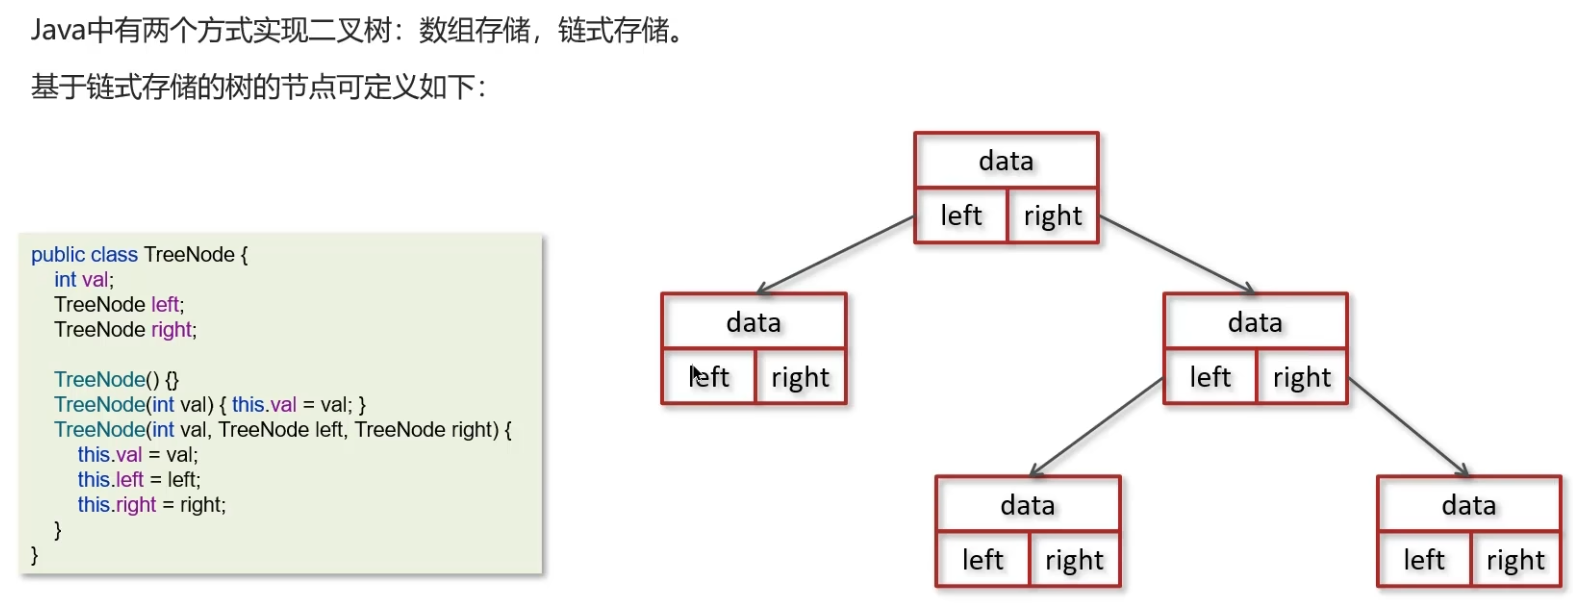 Java中有两个方式实现二叉树：数组存储，链式存储。
基于链式存储的树的节点可定义如下：
public class TreeNode {
    int val;
    TreeNode left;
    TreeNode right;
    TreeNode() {}
    TreeNode(int val) { this.val = val; }
    TreeNode(int val, TreeNode left, TreeNode right) {
        this.val = val;
        this.left = left;
        this.right = right;
    }
}
data
left right
data
left right
data
left right
data
left right
data
left right